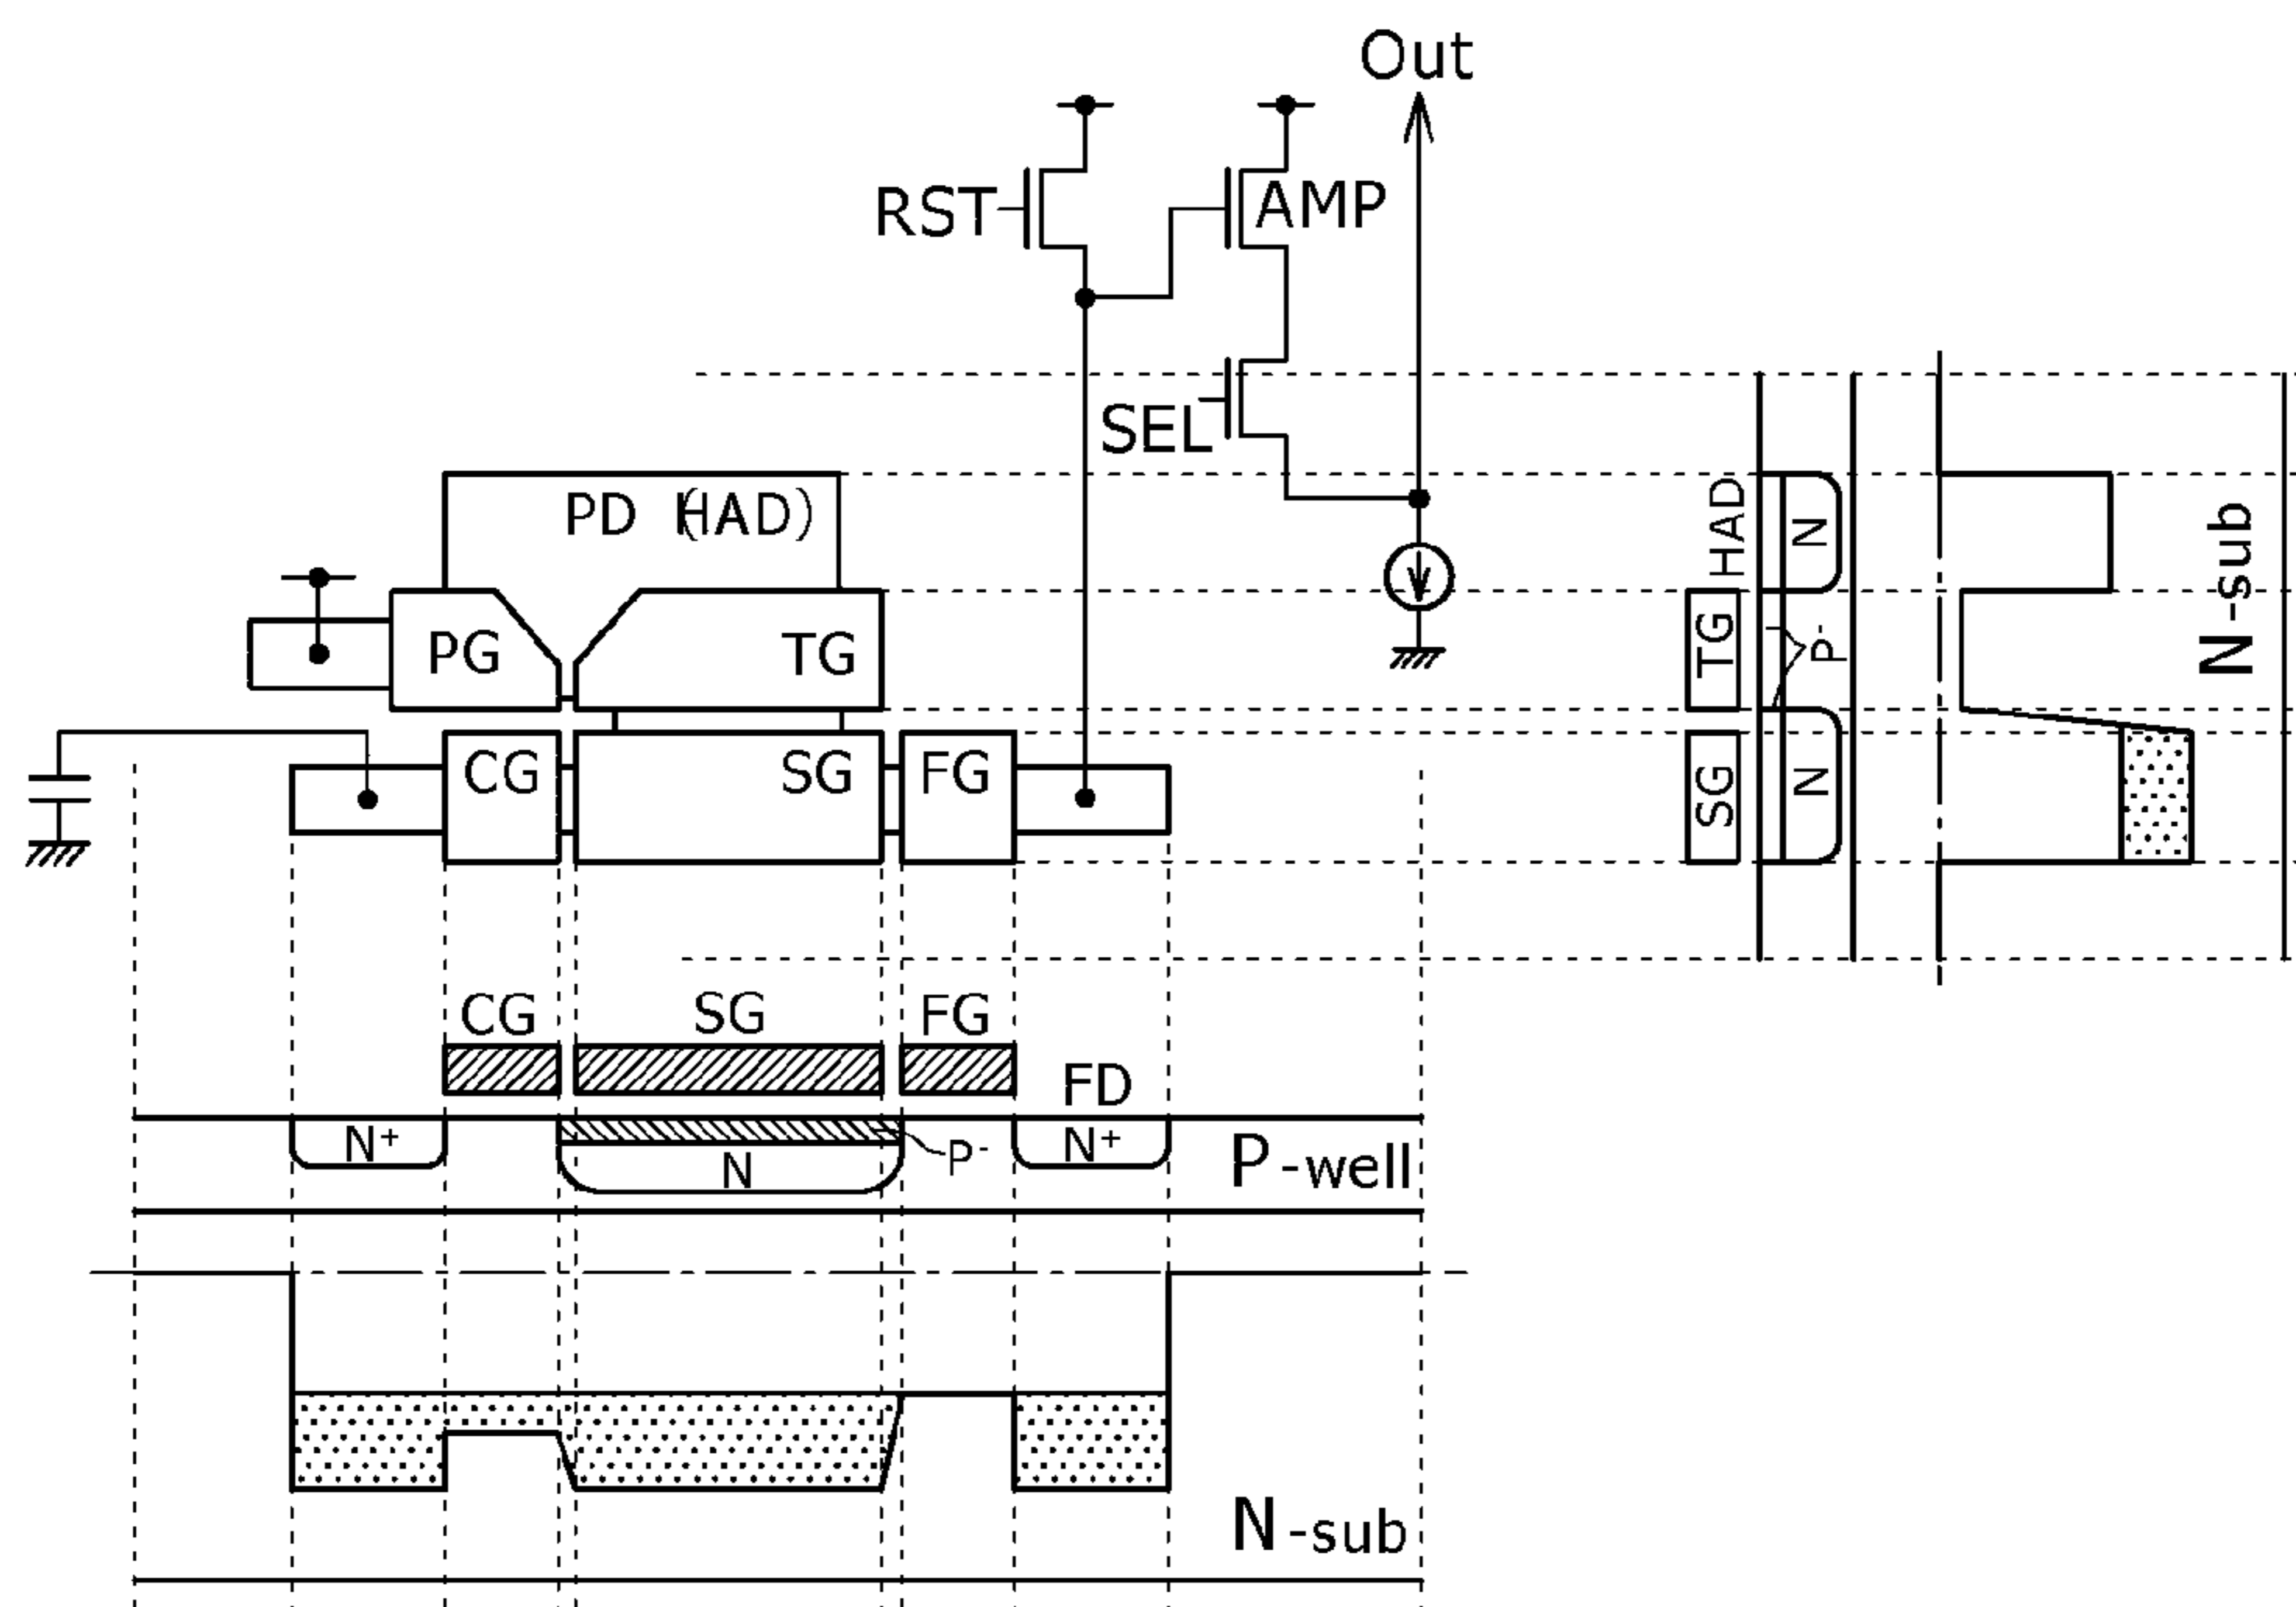 Out
RST
AMP
SEL
PD (HAD)
PG
TG
CG
SG
FG
HAD
N
TG
P-
SG
N
N-sub
CG
SG
FG
FD
N+
N
P-
N+
P-well
N-sub